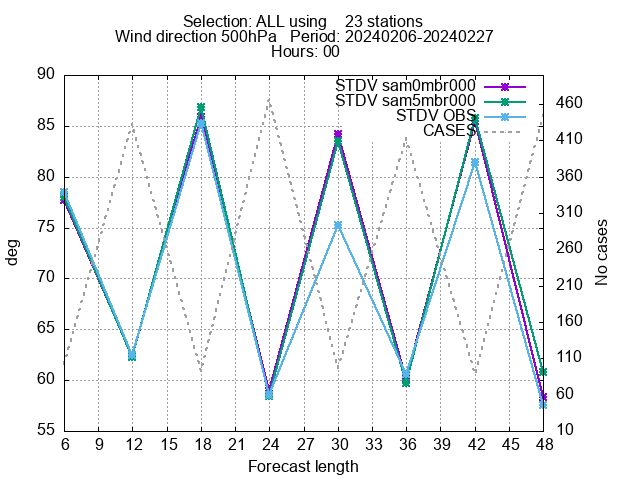 Selection: ALL using    23 stations
Wind direction 500hPa   Period: 20240206-20240227
Hours: 00
STDV sam0mbr000
STDV sam5mbr000
STDV OBS
CASES
90
85
80
75
70
65
60
55
deg
460
410
360
310
260
210
160
110
60
10
No cases
6 9 12 15 18 21 24 27 30 33 36 39 42 45 48
Forecast length